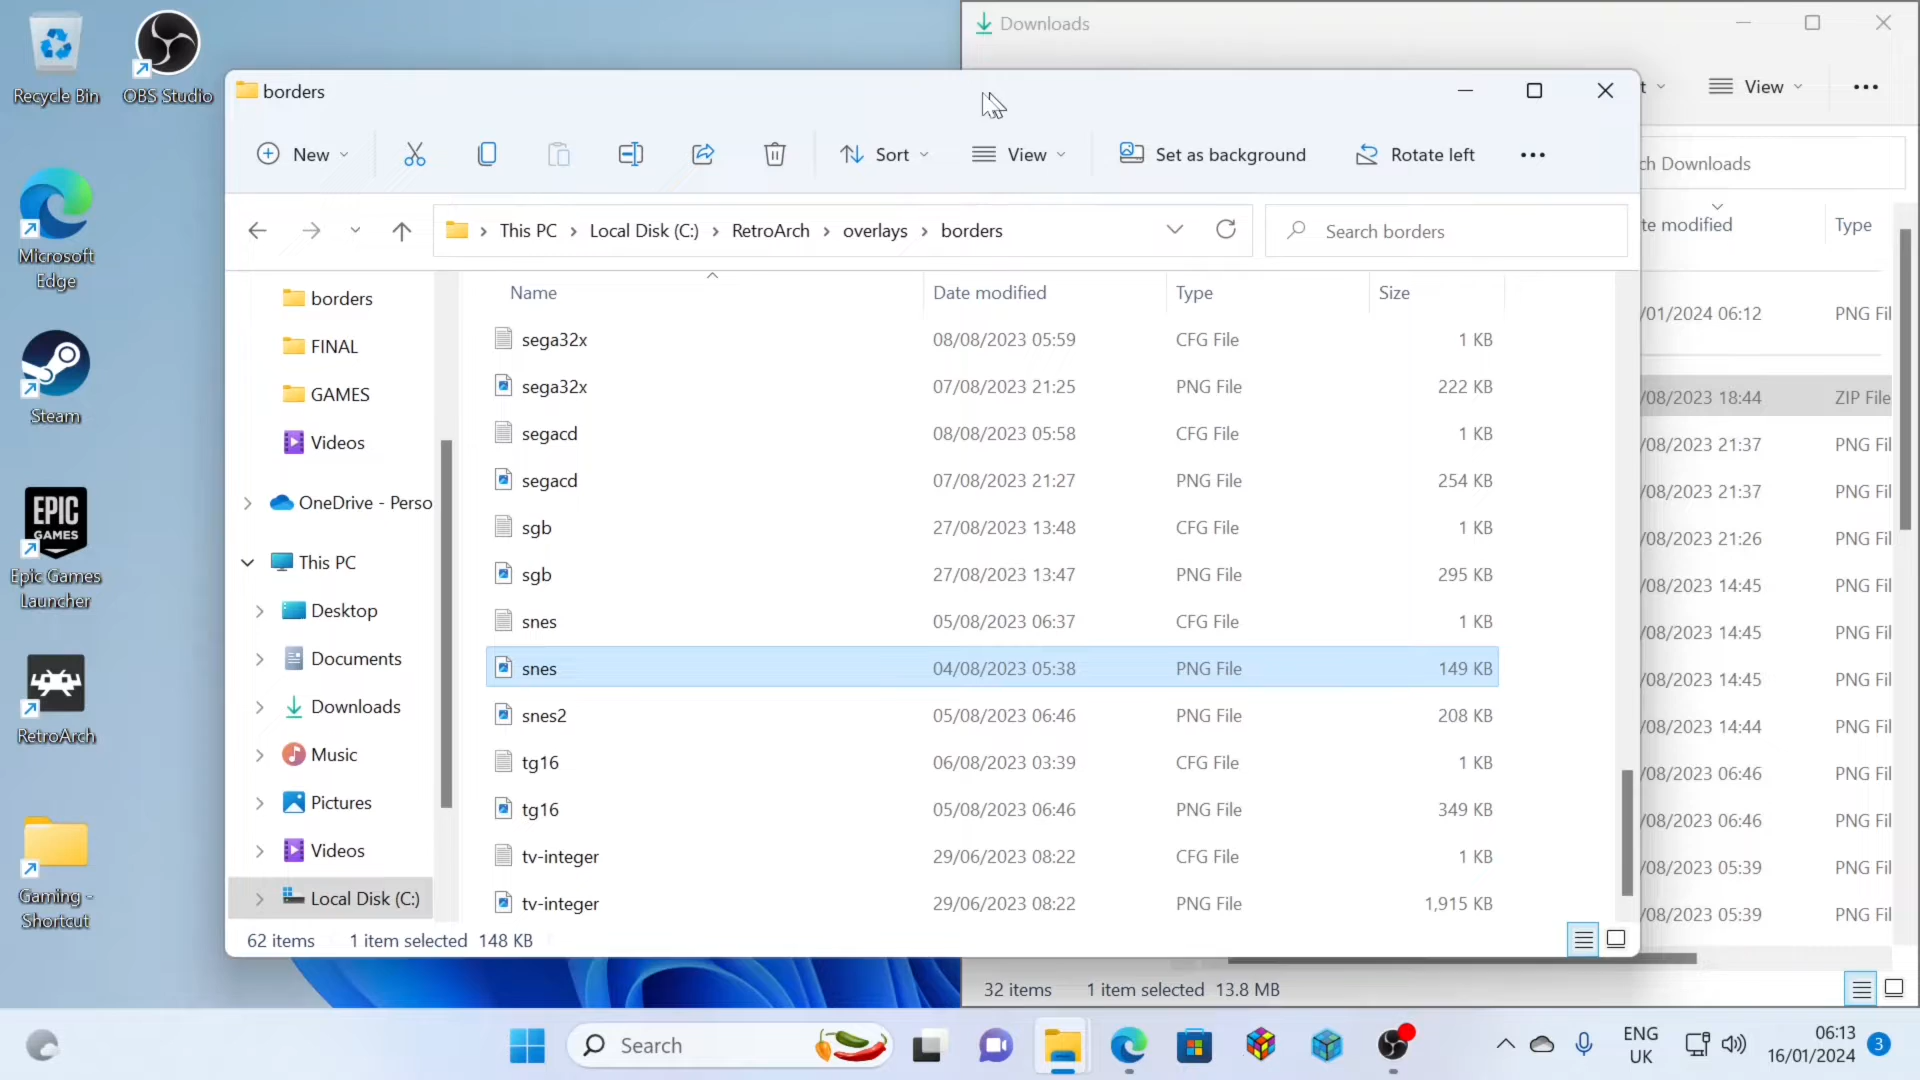 Recycle Bin
OBS Studio
Microsoft
Edge
Steam
EPIC
GAMES
Epic Games
Launcher
RetroArch
Gaming -
Shortcut
Downloads
View
Downloads
te modified
Type
/01/2024 06:12
PNG Fil
/08/2023 18:44
ZIP File
/08/2023 21:37
PNG Fil
/08/2023 21:37
PNG Fil
/08/2023 21:26
PNG Fil
/08/2023 14:45
PNG Fil
/08/2023 14:45
PNG Fil
/08/2023 14:45
PNG Fil
/08/2023 14:44
PNG Fil
/08/2023 06:46
PNG Fil
/08/2023 06:46
PNG Fil
/08/2023 05:39
PNG Fil
/08/2023 05:39
PNG Fil
32 items 1 item selected 13.8 MB
borders
New Sort View Set as background Rotate left
This PC > Local Disk (C:) > RetroArch > overlays > borders
Search borders
borders
FINAL
GAMES
Videos
OneDrive - Perso
This PC
Desktop
Documents
Downloads
Music
Pictures
Videos
Local Disk (C:)
Name Date modified Type Size
sega32x 08/08/2023 05:59 CFG File 1 KB
sega32x 07/08/2023 21:25 PNG File 222 KB
segacd 08/08/2023 05:58 CFG File 1 KB
segacd 07/08/2023 21:27 PNG File 254 KB
sgb 27/08/2023 13:48 CFG File 1 KB
sgb 27/08/2023 13:47 PNG File 295 KB
snes 05/08/2023 06:37 CFG File 1 KB
snes 04/08/2023 05:38 PNG File 149 KB
snes2 05/08/2023 06:46 PNG File 208 KB
tg16 06/08/2023 03:39 CFG File 1 KB
tg16 05/08/2023 06:46 PNG File 349 KB
tv-integer 29/06/2023 08:22 CFG File 1 KB
tv-integer 29/06/2023 08:22 PNG File 1,915 KB
62 items 1 item selected 148 KB
Search
ENG
UK
06:13
16/01/2024
3